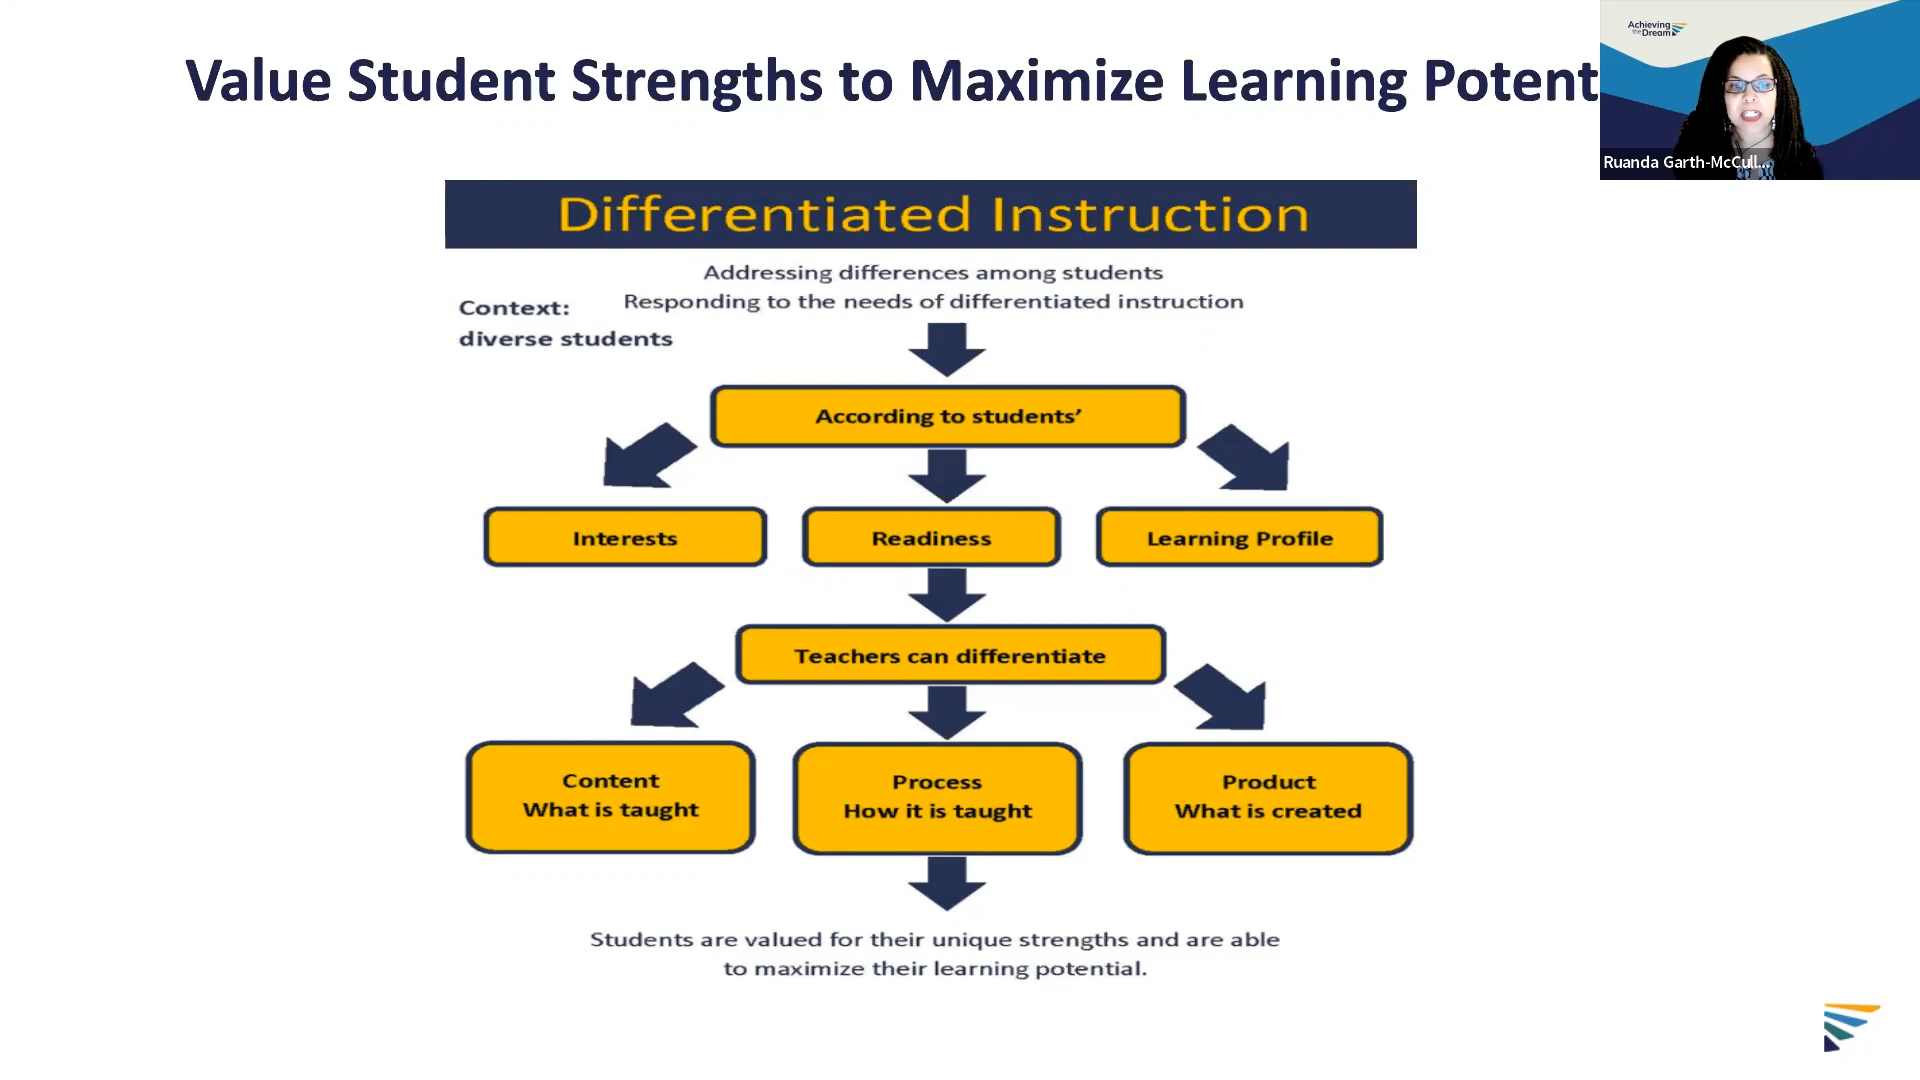 Value Student Strengths to Maximize Learning Potent
Achieving
the Dream
Ruanda Garth-McCull...
Differentiated Instruction
Addressing differences among students
Responding to the needs of differentiated instruction
Context:
diverse students
According to students’
Interests
Readiness
Learning Profile
Teachers can differentiate
Content
What is taught
Process
How it is taught
Product
What is created
Students are valued for their unique strengths and are able
to maximize their learning potential.